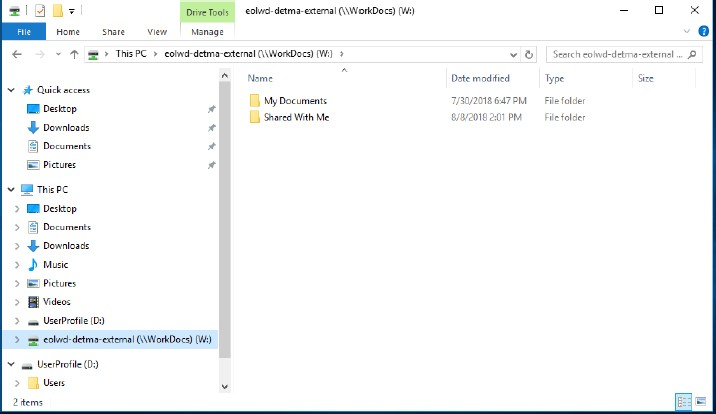 Drive Tools
eolwd-detma-external (\\WorkDocs) (W:)
File
Home
Share
View
Manage
This PC > eolwd-detma-external (\\WorkDocs) (W:)
Search eolwd-detma-external ...
Name
Date modified
Type
Size
My Documents 7/30/2018 6:47 PM File folder
Shared With Me 8/8/2018 2:01 PM File folder
Quick access
Desktop
Downloads
Documents
Pictures
This PC
Desktop
Documents
Downloads
Music
Pictures
Videos
UserProfile (D:)
eolwd-detma-external (\\WorkDocs) (W:)
UserProfile (D:)
Users
2 items